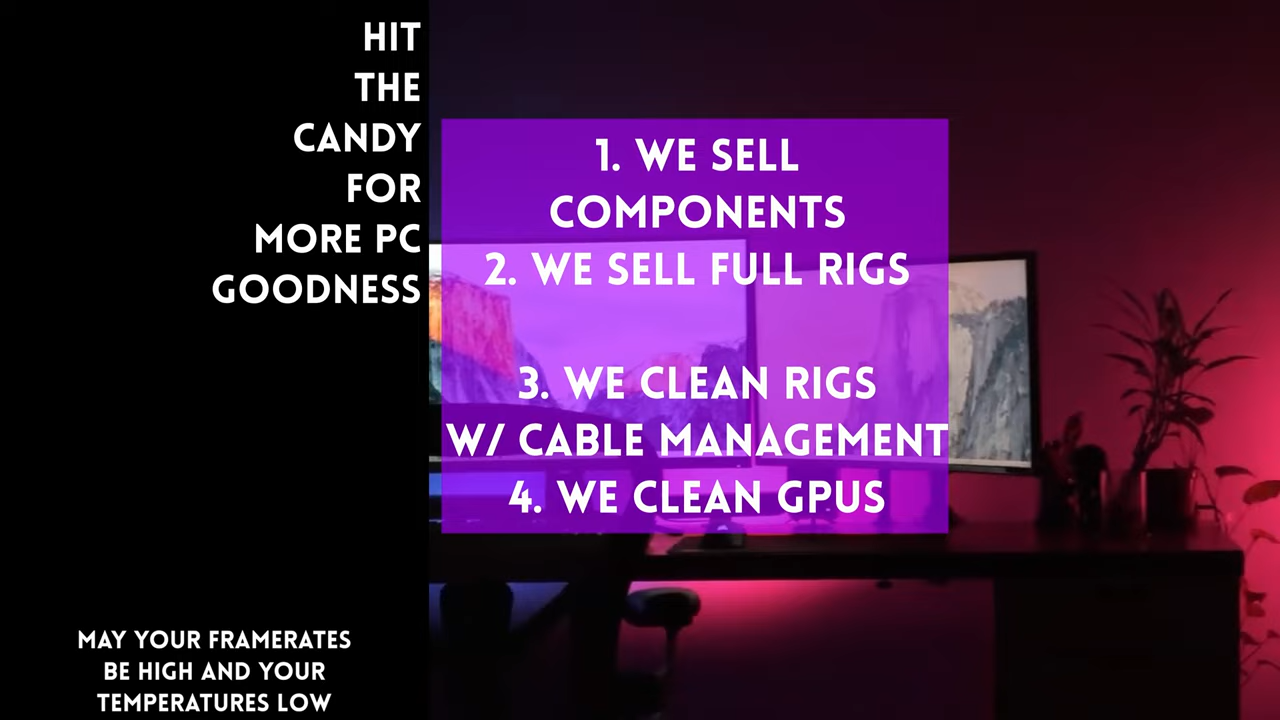 HIT
THE
CANDY
FOR
MORE PC
GOODNESS
1. WE SELL
COMPONENTS
2. WE SELL FULL RIGS
3. WE CLEAN RIGS
W/ CABLE MANAGEMENT
4. WE CLEAN GPUS
MAY YOUR FRAMERATES
BE HIGH AND YOUR
TEMPERATURES LOW